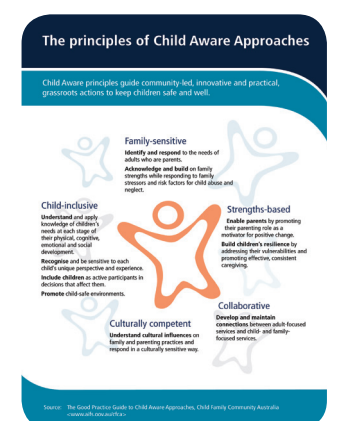 The principles of Child Aware Approaches
Child Aware principles guide community-led, innovative and practical,
grassroots actions to keep children safe and well.
Family-sensitive
Identify and respond to the needs of
adults who are parents.
Acknowledge and build on family
strengths while responding to family
stressors and risk factors for child abuse and
neglect.
Child-inclusive
Understand and apply
knowledge of children's
needs at each stage of
their physical, cognitive,
emotional and social
development.
Recognise and be sensitive to each
child's unique perspective and experience.
Include children as active participants in
decisions that affect them.
Promote child-safe environments.
Strengths-based
Enable parents by promoting
their parenting role as a
motivator for positive change.
Build children's resilience by
addressing their vulnerabilities and
promoting effective, consistent
caregiving.
Collaborative
Develop and maintain
connections between adult-focused
services and child- and family-
focused services.
Culturally competent
Understand cultural influences on
family and parenting practices and
respond in a culturally sensitive way.
Source: The Good Practice Guide to Child Aware Approaches, Child Family Community Australia
<www.aifs.gov.au/cfca>